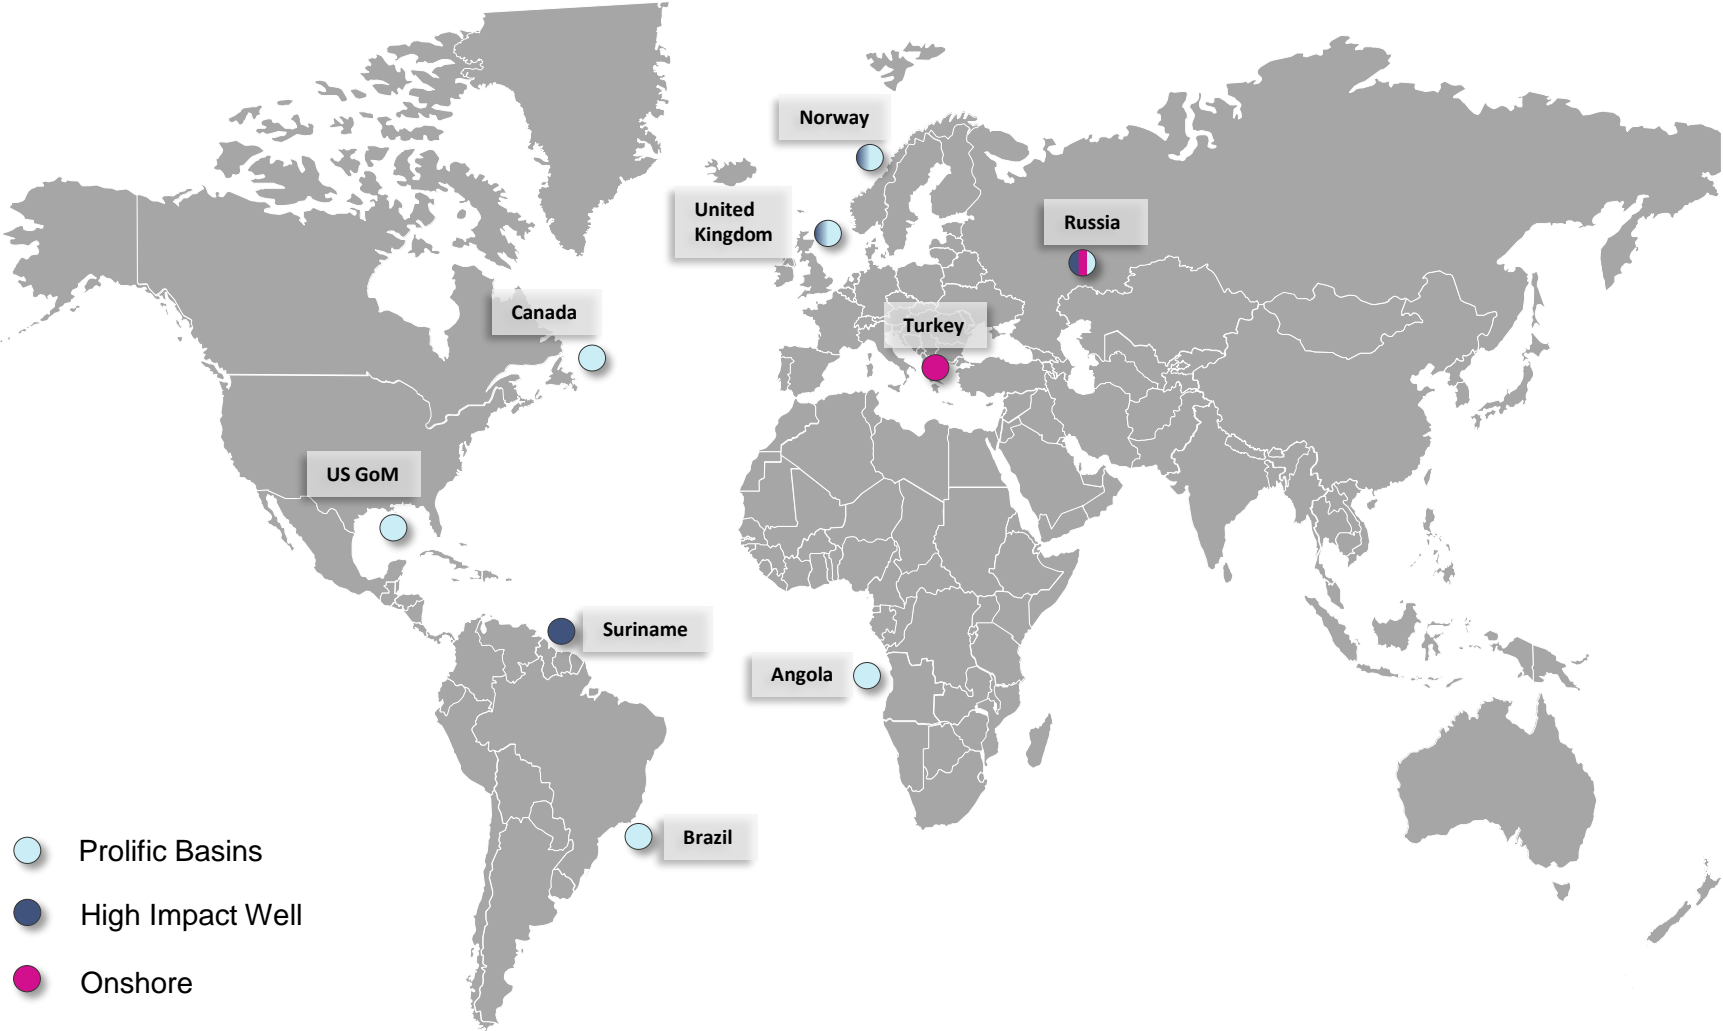 Norway
United
Kingdom
Russia
Canada
Turkey
US GoM
Suriname
Angola
Brazil
Prolific Basins
High Impact Well
Onshore